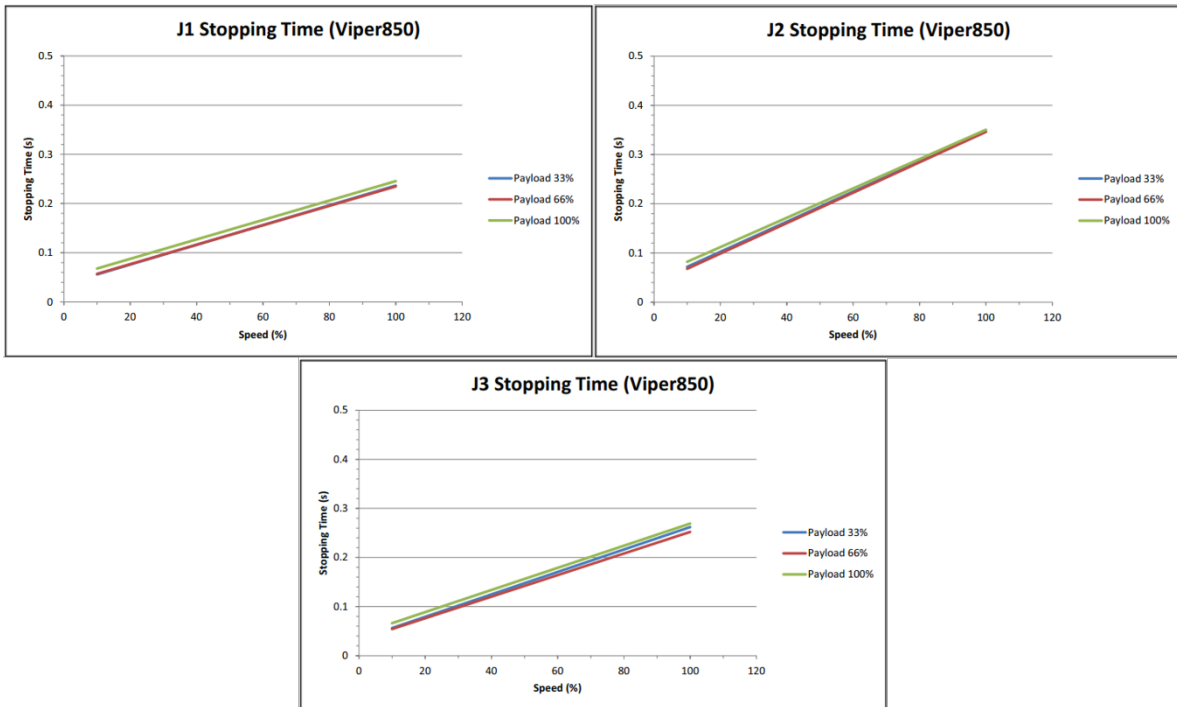 J1 Stopping Time (Viper850)
0.5
0.4
0.3
0.2
0.1
0
Stopping Time (s)
0 20 40 60 80 100 120
Speed (%)
Payload 33%
Payload 66%
Payload 100%
J2 Stopping Time (Viper850)
0.5
0.4
0.3
0.2
0.1
0
Stopping Time (s)
0 20 40 60 80 100 120
Speed (%)
Payload 33%
Payload 66%
Payload 100%
J3 Stopping Time (Viper850)
0.5
0.4
0.3
0.2
0.1
0
Stopping Time (s)
0 20 40 60 80 100 120
Speed (%)
Payload 33%
Payload 66%
Payload 100%